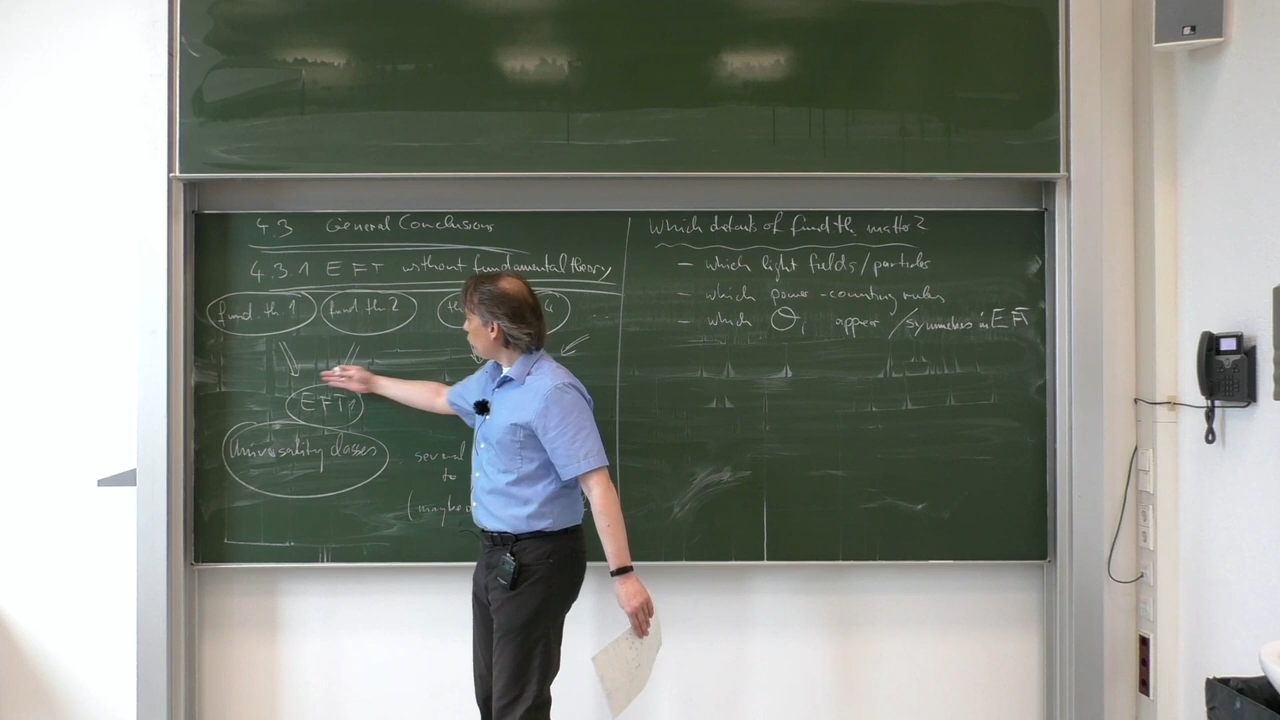 4.3 General Conclusions
4.3.1 EFT without fundamental theory
fund. th. 1 fund. th. 2 th 4
EFT
Universality classes
several
to
(maybe
Which details of fund th. matter?
- which light fields/particles
- which power-counting rules
- which O appear /symmetries in EFT